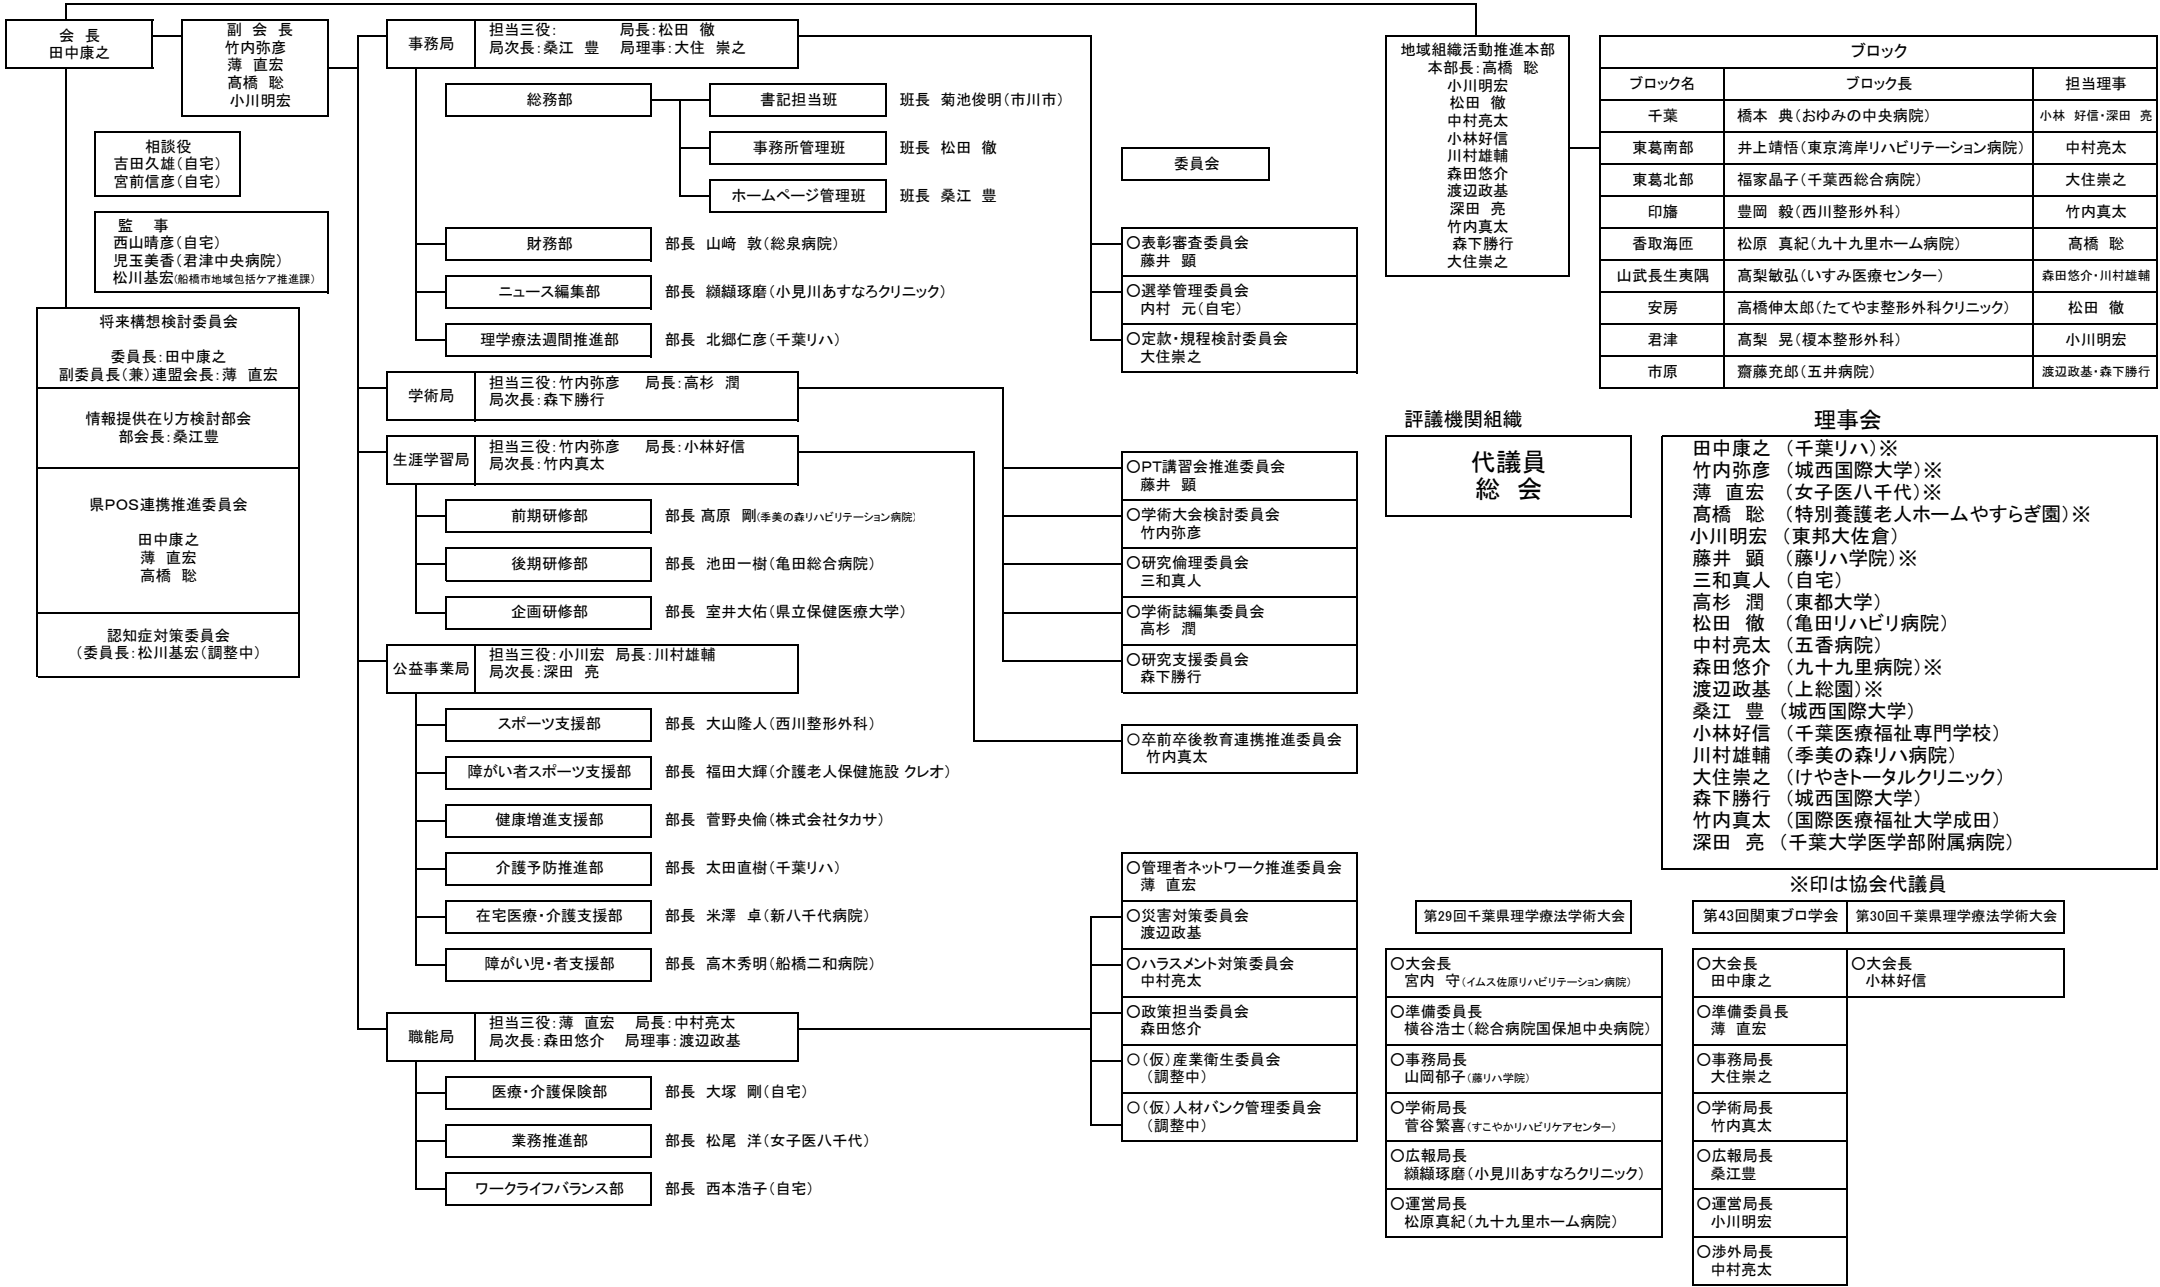 会 長
田中康之
副 会 長
竹内弥彦
薄 直宏
髙橋 聡
小川明宏
相談役
吉田久雄(自宅)
宮前信彦(自宅)
監 事
西山晴彦(自宅)
児玉美香(君津中央病院)
松川基宏(船橋市地域包括ケア推進課)
将来構想検討委員会
委員長:田中康之
副委員長(兼)連盟会長:薄 直宏
情報提供在り方検討部会
部会長:桑江豊
県POS連携推進委員会
田中康之
薄 直宏
高橋 聡
認知症対策委員会
(委員長:松川基宏(調整中)
事務局
担当三役: 局長:松田 徹
局次長:桑江 豊 局理事:大住 崇之
総務部
書記担当班
班長 菊池俊明(市川市)
事務所管理班
班長 松田 徹
ホームページ管理班
班長 桑江 豊
財務部
部長 山﨑 敦(総泉病院)
ニュース編集部
部長 纐纈琢磨(小見川あすなろクリニック)
理学療法週間推進部
部長 北郷仁彦(千葉リハ)
学術局
担当三役:竹内弥彦 局長:高杉 潤
局次長:森下勝行
生涯学習局
担当三役:竹内弥彦 局長:小林好信
局次長:竹内真太
前期研修部
部長 髙原 剛(季美の森リハビリテーション病院)
後期研修部
部長 池田一樹(亀田総合病院)
企画研修部
部長 室井大佑(県立保健医療大学)
公益事業局
担当三役:小川宏 局長:川村雄輔
局次長:深田 亮
スポーツ支援部
部長 大山隆人(西川整形外科)
障がい者スポーツ支援部
部長 福田大輝(介護老人保健施設 クレオ)
健康増進支援部
部長 菅野央倫(株式会社タカサ)
介護予防推進部
部長 太田直樹(千葉リハ)
在宅医療・介護支援部
部長 米澤 卓(新八千代病院)
障がい児・者支援部
部長 高木秀明(船橋二和病院)
職能局
担当三役:薄 直宏 局長:中村亮太
局次長:森田悠介 局理事:渡辺政基
医療・介護保険部
部長 大塚 剛(自宅)
業務推進部
部長 松尾 洋(女子医八千代)
ワークライフバランス部
部長 西本浩子(自宅)
委員会
○表彰審査委員会
藤井 顕
○選挙管理委員会
内村 元(自宅)
○定款・規程検討委員会
大住崇之
○PT講習会推進委員会
藤井 顕
○学術大会検討委員会
竹内弥彦
○研究倫理委員会
三和真人
○学術誌編集委員会
高杉 潤
○研究支援委員会
森下勝行
○卒前卒後教育連携推進委員会
竹内真太
○管理者ネットワーク推進委員会
薄 直宏
○災害対策委員会
渡辺政基
○ハラスメント対策委員会
中村亮太
○政策担当委員会
森田悠介
○(仮)産業衛生委員会
(調整中)
○(仮)人材バンク管理委員会
(調整中)
地域組織活動推進本部
本部長:高橋 聡
小川明宏
松田 徹
中村亮太
小林好信
川村雄輔
森田悠介
渡辺政基
深田 亮
竹内真太
森下勝行
大住崇之
ブロック
ブロック名 ブロック長 担当理事
千葉 橋本 典(おゆみの中央病院) 小林 好信・深田 亮
東葛南部 井上靖悟(東京湾岸リハビリテーション病院) 中村亮太
東葛北部 福家晶子(千葉西総合病院) 大住崇之
印旛 豊岡 毅(西川整形外科) 竹内真太
香取海匝 松原 真紀(九十九里ホーム病院) 髙橋 聡
山武長生夷隅 髙梨敏弘(いすみ医療センター) 森田悠介・川村雄輔
安房 高橋伸太郎(たてやま整形外科クリニック) 松田 徹
君津 髙梨 晃(榎本整形外科) 小川明宏
市原 齋藤充郎(五井病院) 渡辺政基・森下勝行
評議機関組織
代議員
総 会
理事会
田中康之 (千葉リハ)※
竹内弥彦 (城西国際大学)※
薄 直宏 (女子医八千代)※
髙橋 聡 (特別養護老人ホームやすらぎ園)※
小川明宏 (東邦大佐倉)
藤井 顕 (藤リハ学院)※
三和真人 (自宅)
高杉 潤 (東都大学)
松田 徹 (亀田リハビリ病院)
中村亮太 (五香病院)
森田悠介 (九十九里病院)※
渡辺政基 (上総園)※
桑江 豊 (城西国際大学)
小林好信 (千葉医療福祉専門学校)
川村雄輔 (季美の森リハ病院)
大住崇之 (けやきトータルクリニック)
森下勝行 (城西国際大学)
竹内真太 (国際医療福祉大学成田)
深田 亮 (千葉大学医学部附属病院)
※印は協会代議員
第29回千葉県理学療法学術大会
○大会長
宮内 守(イムス佐原リハビリテーション病院)
○準備委員長
横谷浩士(総合病院国保旭中央病院)
○事務局長
山岡郁子(藤リハ学院)
○学術局長
菅谷繁喜(すこやかリハビリケアセンター)
○広報局長
纐纈琢磨(小見川あすなろクリニック)
○運営局長
松原真紀(九十九里ホーム病院)
第43回関東ブロ学会
○大会長
田中康之
○準備委員長
薄 直宏
○事務局長
大住崇之
○学術局長
竹内真太
○広報局長
桑江豊
○運営局長
小川明宏
○渉外局長
中村亮太
第30回千葉県理学療法学術大会
○大会長
小林好信